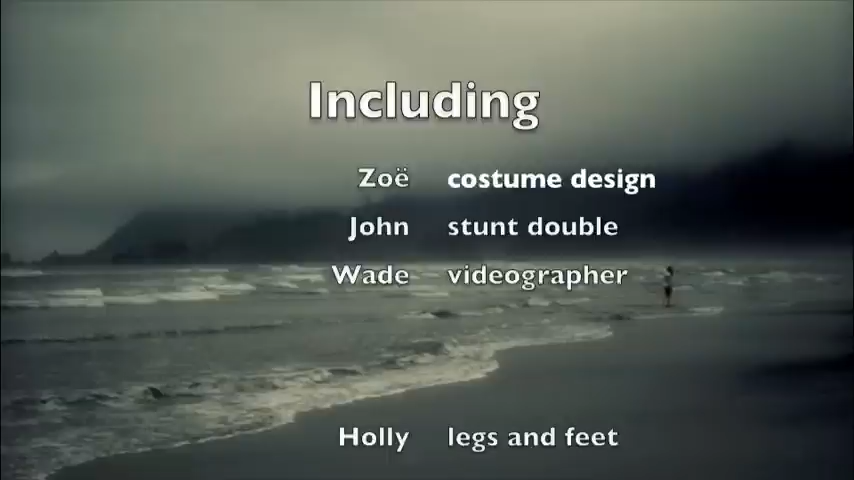 Including
Zoë costume design
John stunt double
Wade videographer
Holly legs and feet